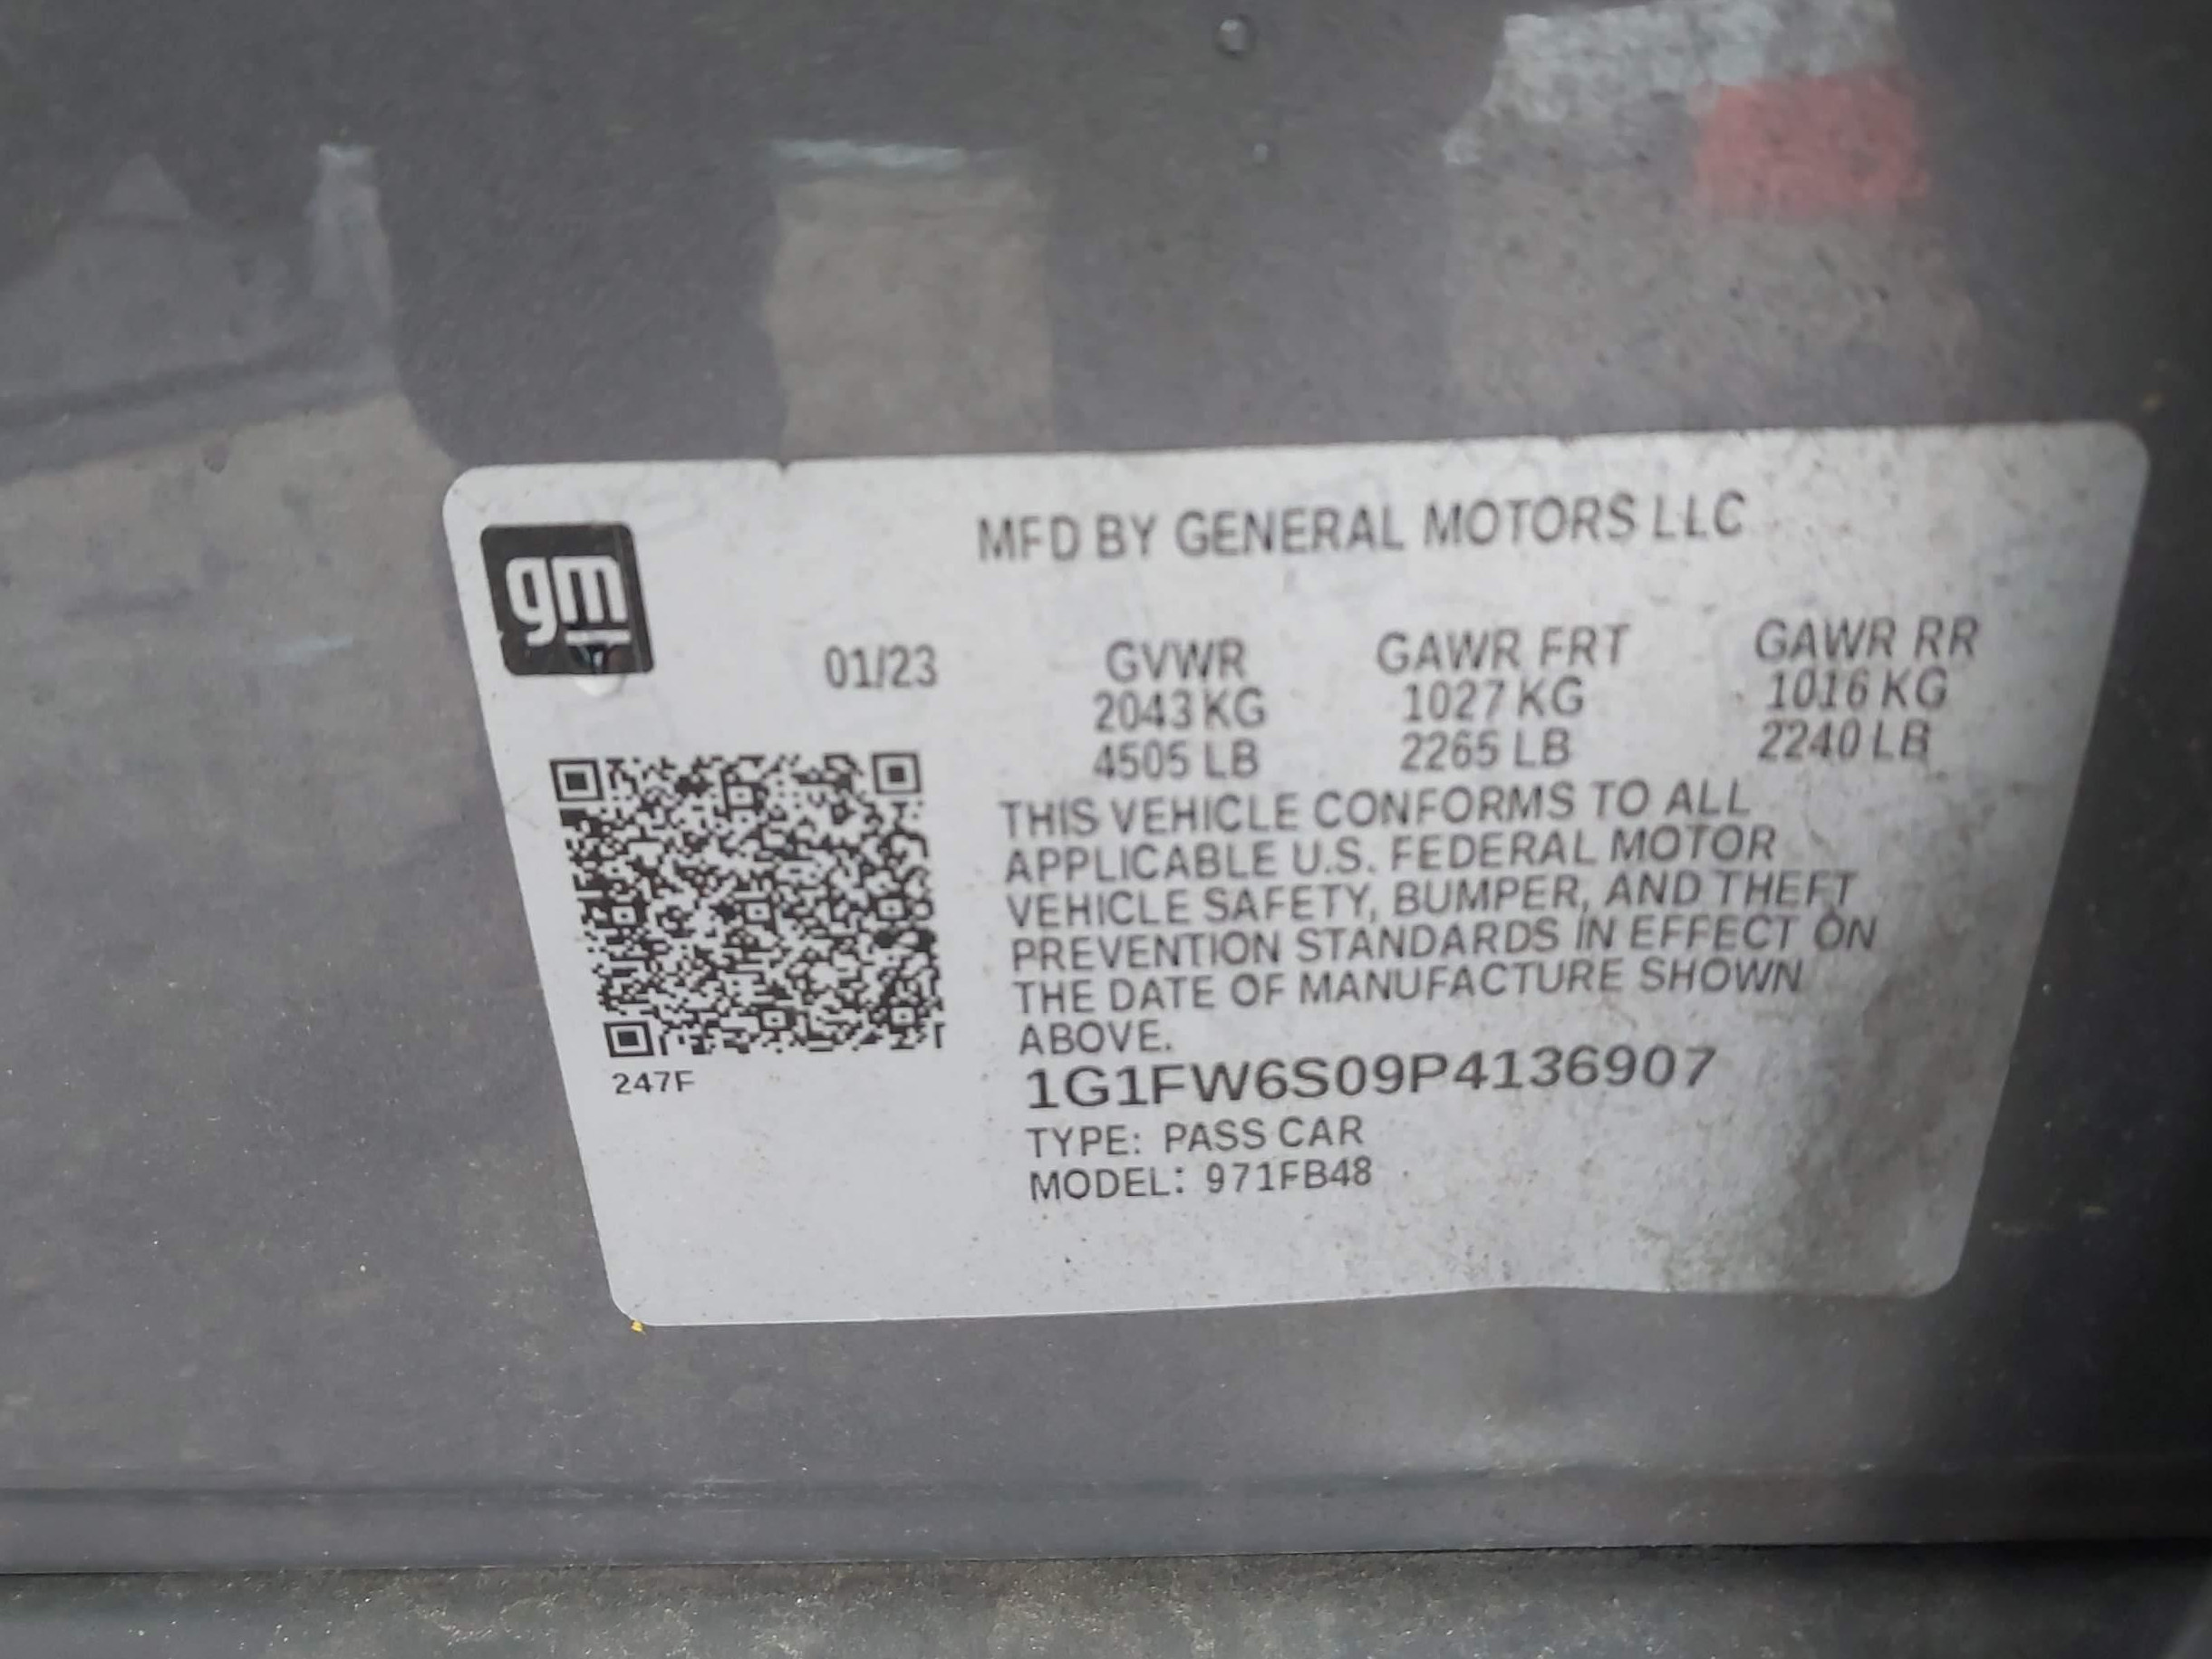 gm
MFD BY GENERAL MOTORS LLC
01/23
GVWR
2043 KG
4505 LB
GAWR FRT
1027 KG
2265 LB
GAWR RR
1016 KG
2240 LB
THIS VEHICLE CONFORMS TO ALL
APPLICABLE U.S. FEDERAL MOTOR
VEHICLE SAFETY, BUMPER, AND THEFT
PREVENTION STANDARDS IN EFFECT ON
THE DATE OF MANUFACTURE SHOWN
ABOVE.
1G1FW6S09P4136907
TYPE: PASS CAR
MODEL: 971FB48
247F